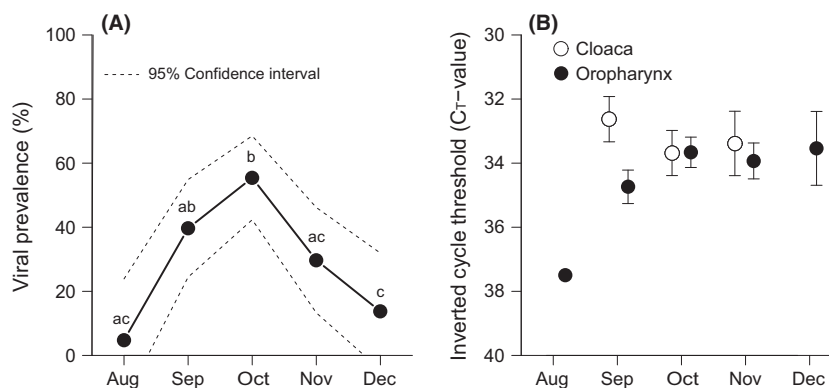 (A)
Viral prevalence (%)
100
80
60
40
20
0
95% Confidence interval
ac
ab
b
ac
c
Aug Sep Oct Nov Dec
(B)
Inverted cycle threshold (CT–value)
Cloaca
Oropharynx
32
34
36
38
40
Aug Sep Oct Nov Dec